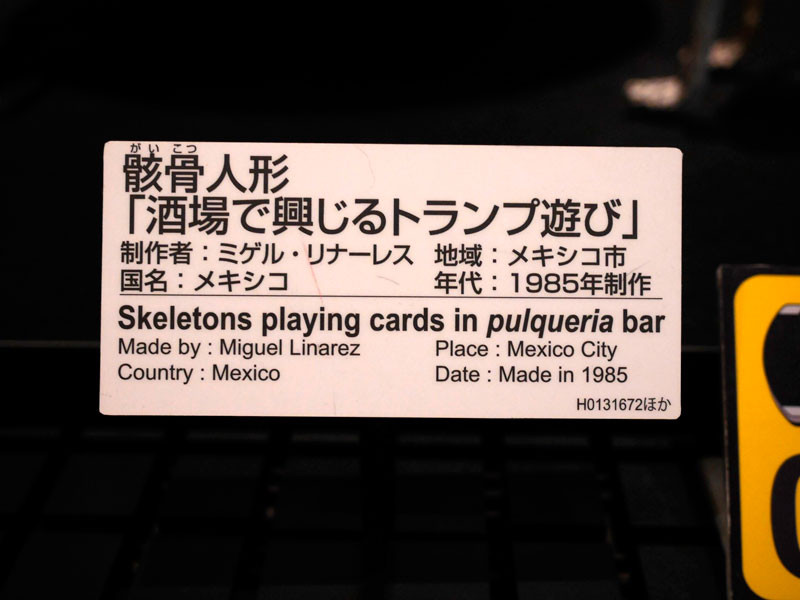 がいこつ
骸骨人形
「酒場で興じるトランプ遊び」
制作者：ミゲル・リナーレス 地域：メキシコ市
国名：メキシコ 年代：1985年制作
Skeletons playing cards in pulqueria bar
Made by : Miguel Linarez Place : Mexico City
Country : Mexico Date : Made in 1985
H0131672ほか